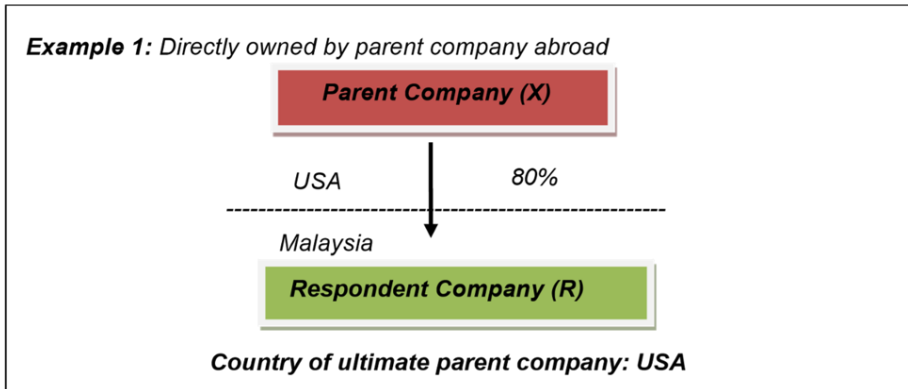 Example 1: Directly owned by parent company abroad
Parent Company (X)
USA 80%
Malaysia
Respondent Company (R)
Country of ultimate parent company: USA